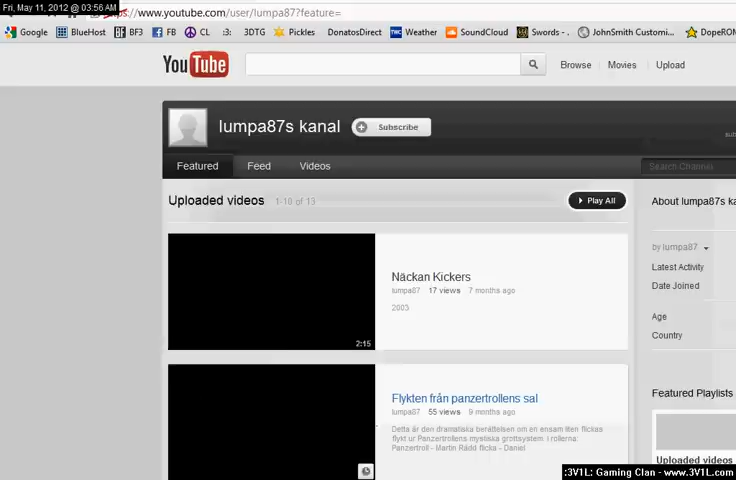 Fri, May 11, 2012 @ 03:56 AM
https://www.youtube.com/user/lumpa87?feature=
Google BlueHost BF3 FB CL :3: 3DTG Pickles DonatosDirect Weather SoundCloud Swords - . JohnSmith Customi... DopeROM
You Tube Browse Movies Upload
lumpa87s kanal Subscribe
Featured Feed Videos Search Channel
Uploaded videos 1-10 of 13 Play All About lumpa87s ka
by lumpa87
Näckan Kickers Latest Activity
lumpa87 17 views 7 months ago Date Joined
2003
Age
Country
2:15
Featured Playlists
Flykten från panzertrollens sal
lumpa87 55 views 9 months ago
Detta är den dramatiska berättelsen om en ensam liten flickas
flykt ur Panzertrollens mystiska grottsystem. I rollerna:
Panzertroll - Martin Rådd flicka - Daniel
Uploaded videos
:3V1L: Gaming Clan - www.3V1L.com